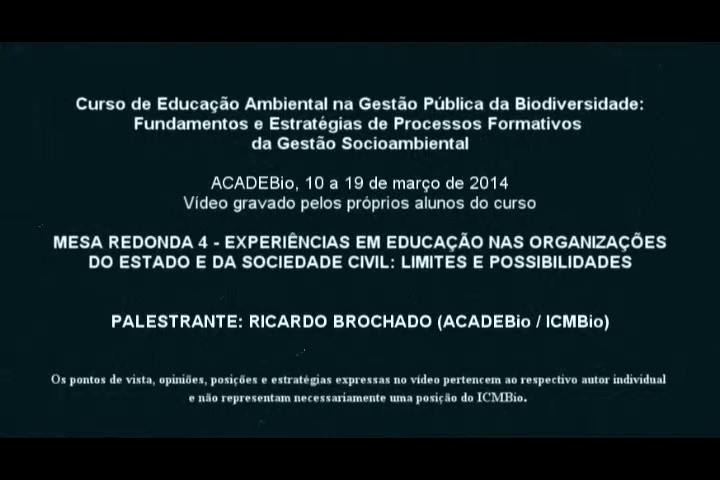 Curso de Educação Ambiental na Gestão Pública da Biodiversidade:
Fundamentos e Estratégias de Processos Formativos
da Gestão Socioambiental
ACADEBio, 10 a 19 de março de 2014
Vídeo gravado pelos próprios alunos do curso
MESA REDONDA 4 - EXPERIÊNCIAS EM EDUCAÇÃO NAS ORGANIZAÇÕES
DO ESTADO E DA SOCIEDADE CIVIL: LIMITES E POSSIBILIDADES
PALESTRANTE: RICARDO BROCHADO (ACADEBio / ICMBio)
Os pontos de vista, opiniões, posições e estratégias expressas no vídeo pertencem ao respectivo autor individual
e não representam necessariamente uma posição do ICMBio.